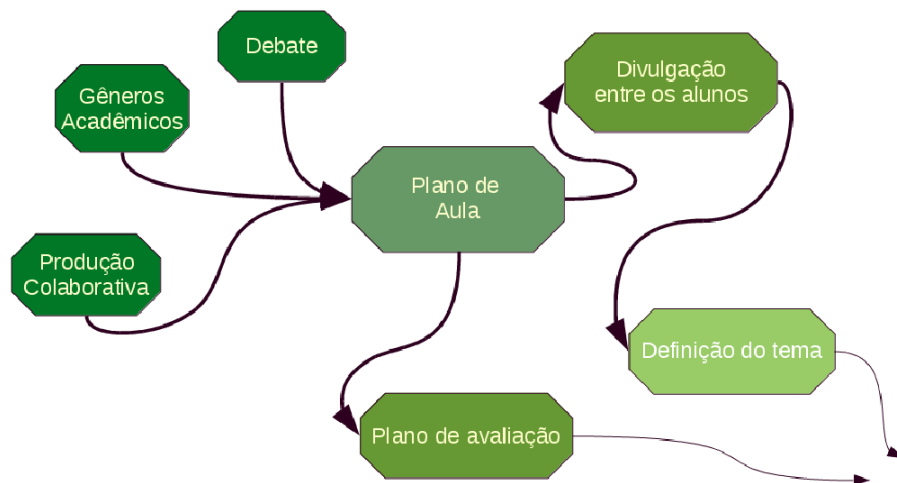 Debate
Gêneros
Acadêmicos
Divulgação
entre os alunos
Plano de
Aula
Produção
Colaborativa
Definição do tema
Plano de avaliação